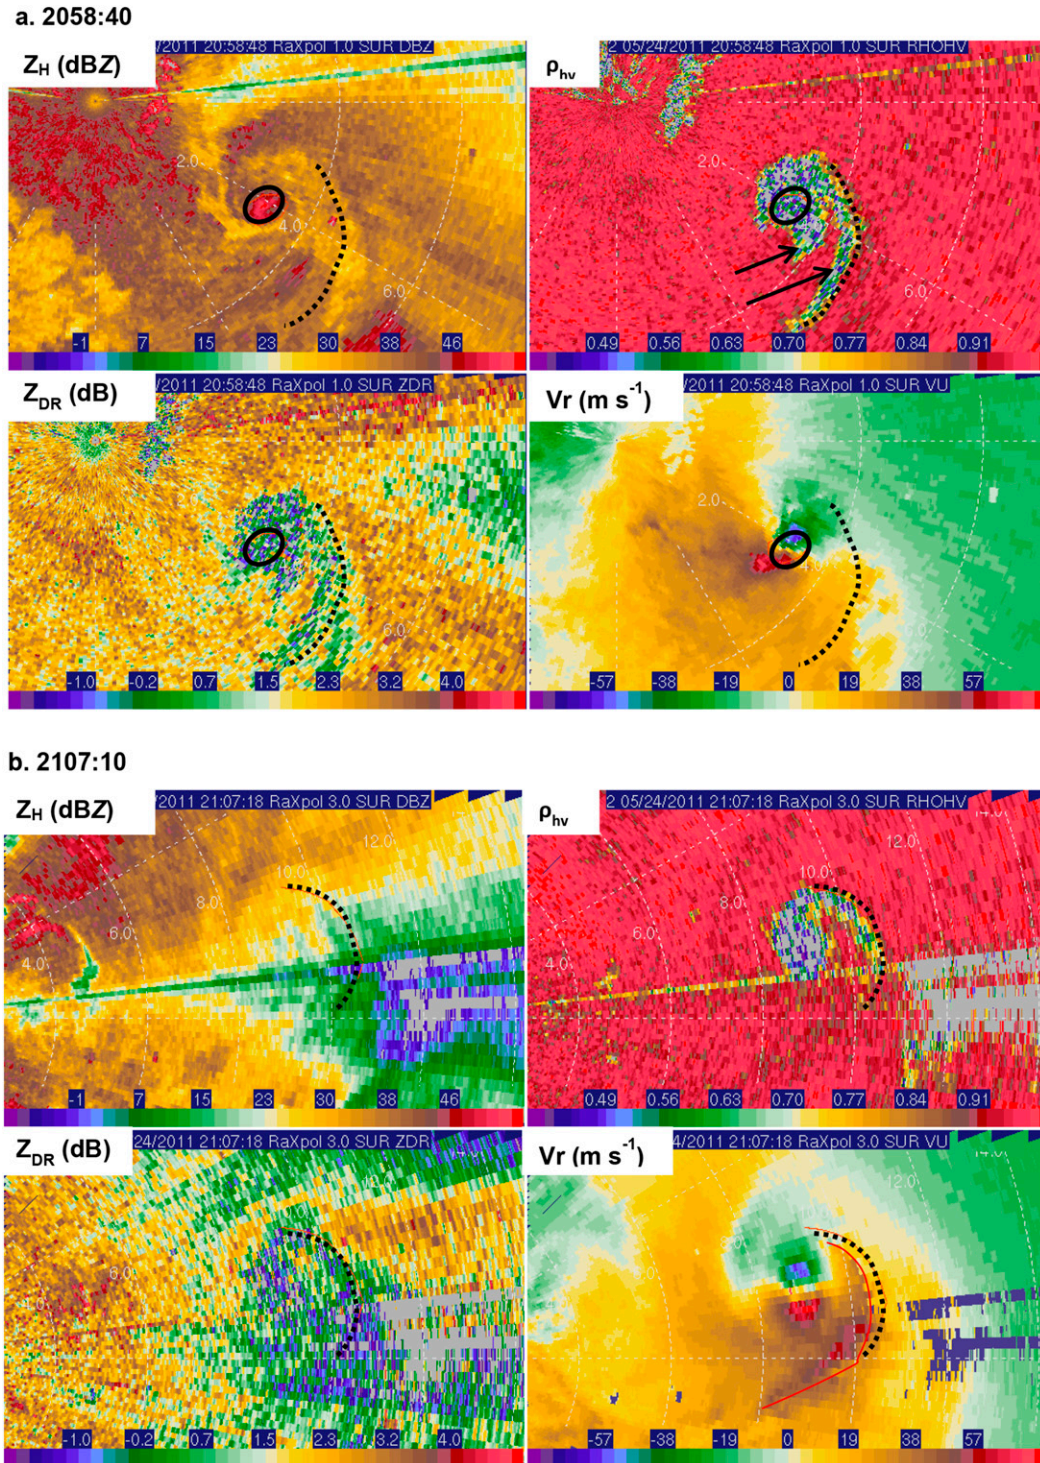 a. 2058:40
Z_H (dBZ)
/2011 20:58:48 RaXpol 1.0 SUR DBZ
ρ_hv
2 05/24/2011 20:58:48 RaXpol 1.0 SUR RHOHV
2.0
4.0
6.0
2.0
6.0
-1 7 15 23 30 38 46
0.49 0.56 0.63 0.70 0.77 0.84 0.91
Z_DR (dB)
/2011 20:58:48 RaXpol 1.0 SUR ZDR
Vr (m s⁻¹)
/2011 20:58:48 RaXpol 1.0 SUR VU
2.0
6.0
-1.0 -0.2 0.7 1.5 2.3 3.2 4.0
-57 -38 -19 0 19 38 57
b. 2107:10
Z_H (dBZ)
/2011 21:07:18 RaXpol 3.0 SUR DBZ
ρ_hv
2 05/24/2011 21:07:18 RaXpol 3.0 SUR RHOHV
12.0
10.0
8.0
6.0
4.0
12.0
10.0
8.0
6.0
4.0
-1 7 15 23 30 38 46
0.49 0.56 0.63 0.70 0.77 0.84 0.91
Z_DR (dB)
24/2011 21:07:18 RaXpol 3.0 SUR ZDR
Vr (m s⁻¹)
4/2011 21:07:18 RaXpol 3.0 SUR VU
12.0
6.0
4.0
12.0
-1.0 -0.2 0.7 1.5 2.3 3.2 4.0
-57 -38 -19 0 19 38 57